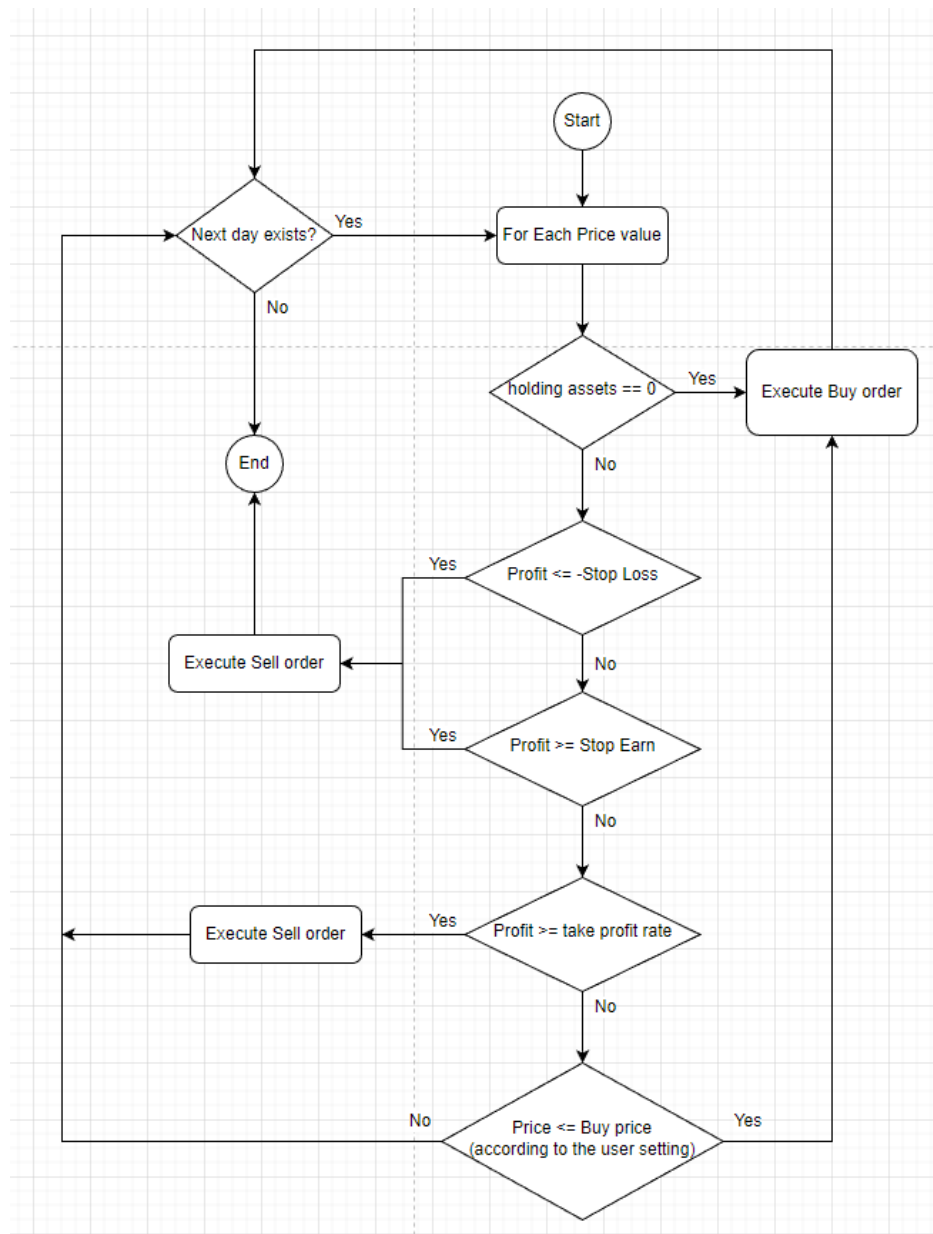 Start
Next day exists?
Yes
For Each Price value
No
holding assets == 0
Yes
Execute Buy order
No
End
Yes
Profit <= -Stop Loss
Execute Sell order
No
Yes
Profit >= Stop Earn
No
Execute Sell order
Yes
Profit >= take profit rate
No
No
Price <= Buy price
(according to the user setting)
Yes